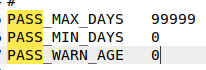 #
PASS_MAX_DAYS 99999
PASS_MIN_DAYS 0
PASS_WARN_AGE 0